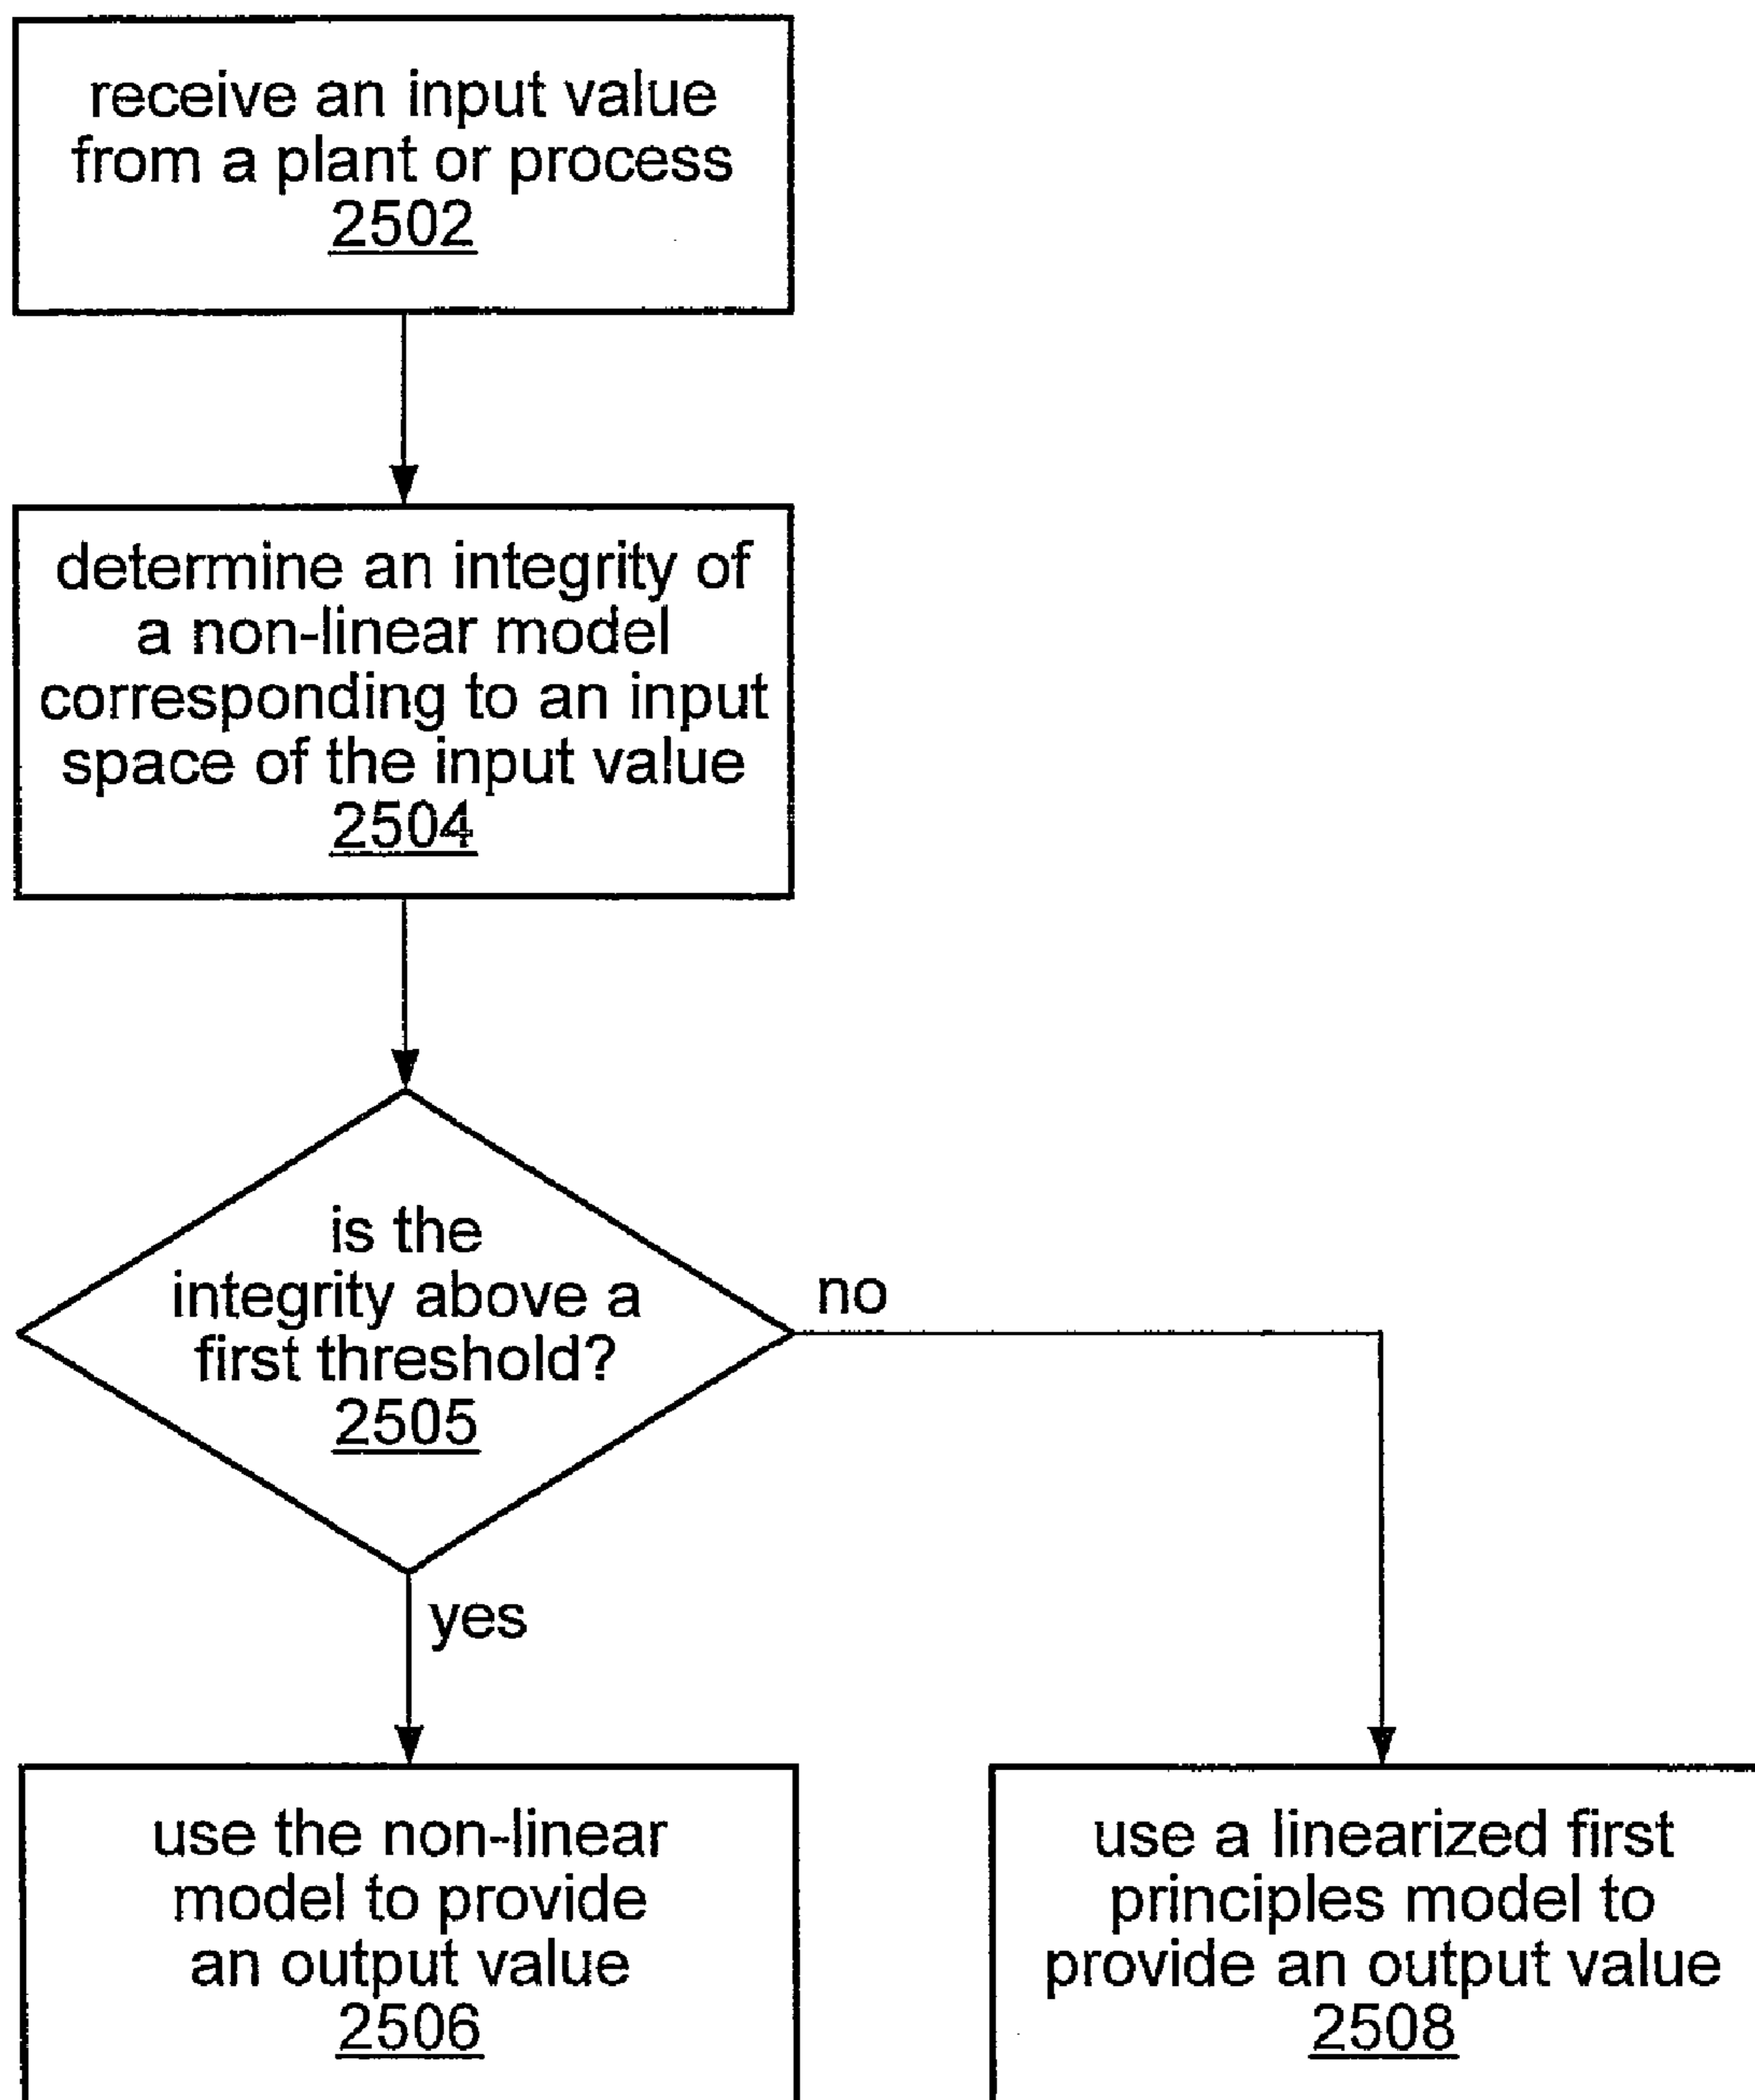 receive an input value
from a plant or process
2502
determine an integrity of
a non-linear model
corresponding to an input
space of the input value
2504
is the
integrity above a
first threshold?
2505
no
yes
use the non-linear
model to provide
an output value
2506
use a linearized first
principles model to
provide an output value
2508